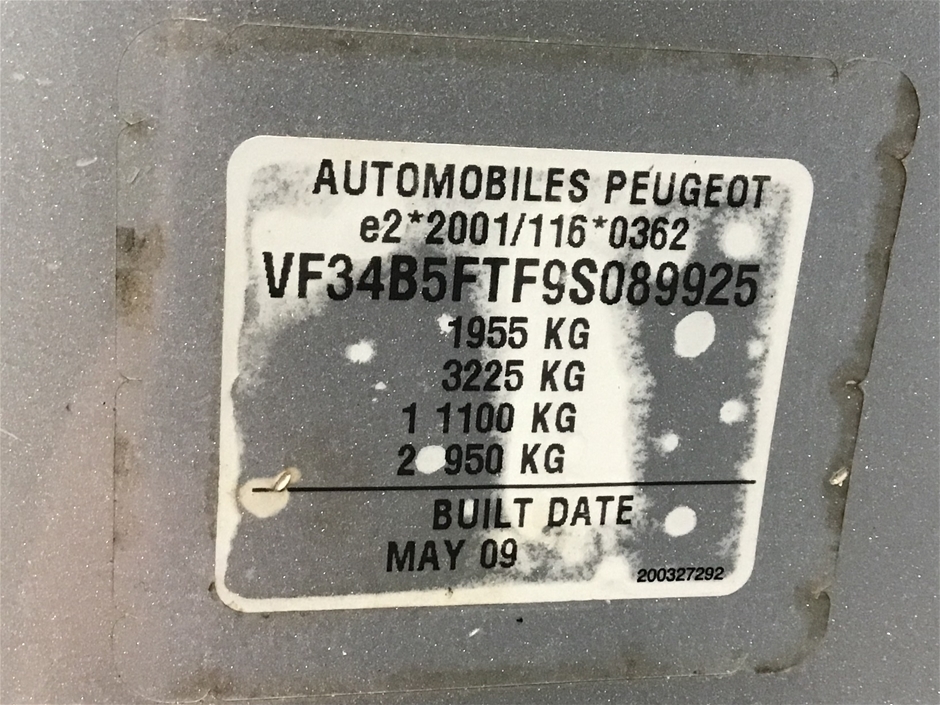 AUTOMOBILES PEUGEOT
e2*2001/116*0362
VF34B5FTF9S089925
1955 KG
3225 KG
1 1100 KG
2 950 KG
BUILT DATE
MAY 09
200327292